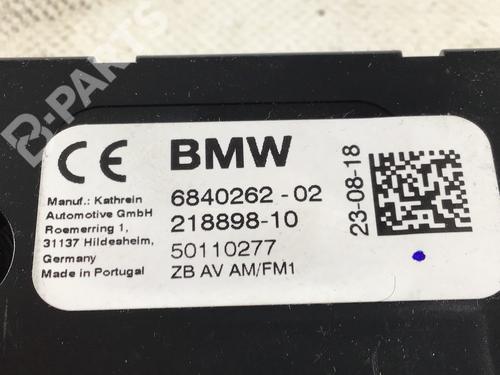 B-PARTS
CE
BMW
Manuf.: Kathrein
Automotive GmbH
Roemerring 1,
31137 Hildesheim,
Germany
Made in Portugal
6840262-02
218898-10
50110277
ZB AV AM/FM1
23-08-18